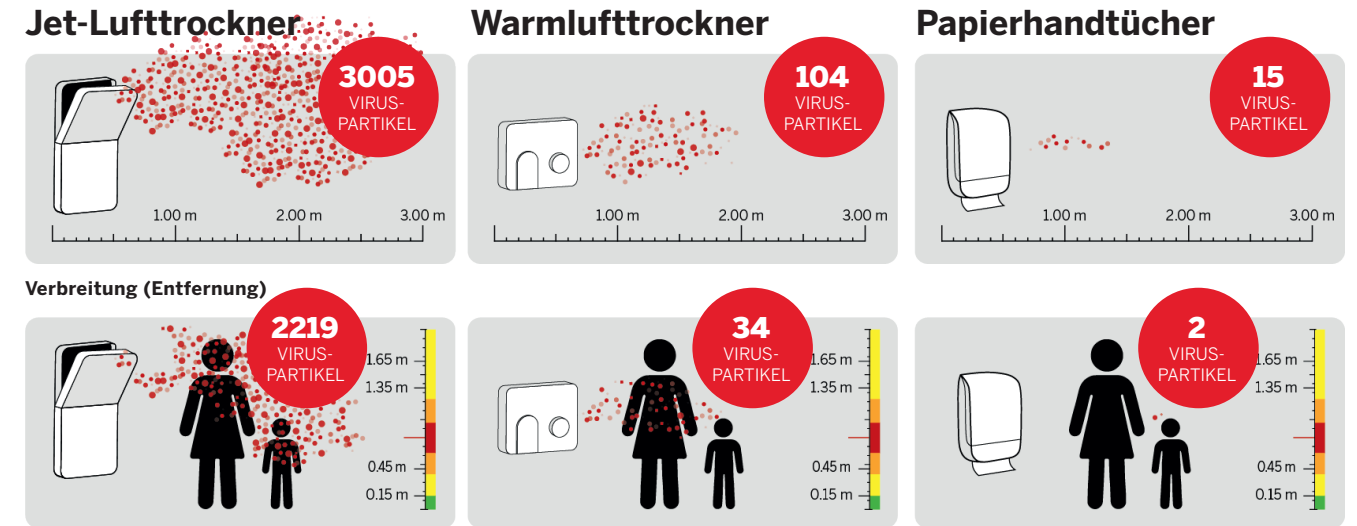 Jet-Lufttrockner
Warmlufttrockner
Papierhandtücher
3005
VIRUS-
PARTIKEL
1.00 m
2.00 m
3.00 m
104
VIRUS-
PARTIKEL
1.00 m
2.00 m
3.00 m
15
VIRUS-
PARTIKEL
1.00 m
2.00 m
3.00 m
Verbreitung (Entfernung)
2219
VIRUS-
PARTIKEL
1.65 m
1.35 m
0.45 m
0.15 m
34
VIRUS-
PARTIKEL
1.65 m
1.35 m
0.45 m
0.15 m
2
VIRUS-
PARTIKEL
1.65 m
1.35 m
0.45 m
0.15 m